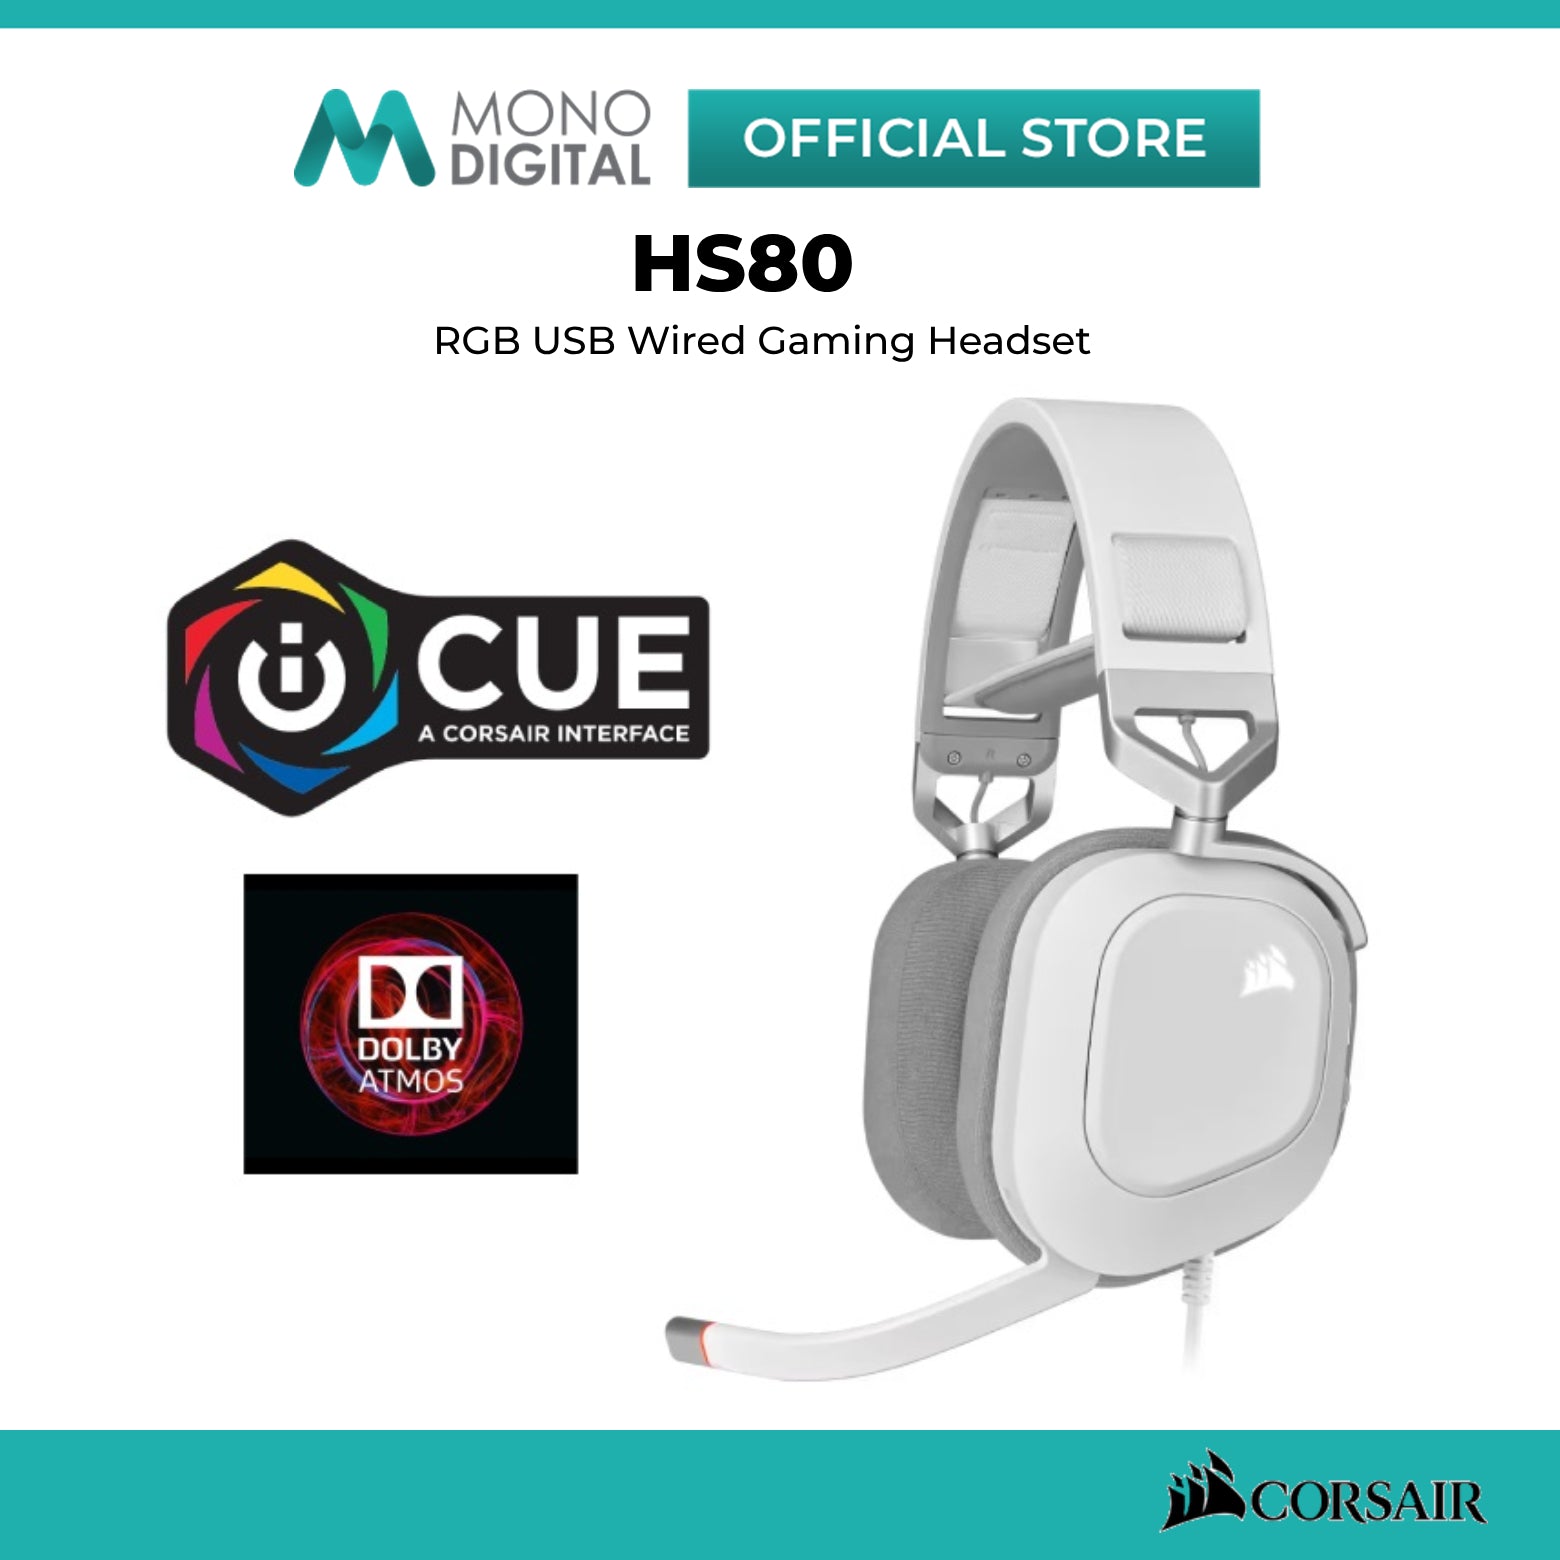 MONO
DIGITAL
OFFICIAL STORE
HS80
RGB USB Wired Gaming Headset
i CUE
A CORSAIR INTERFACE
R
DOLBY
ATMOS
CORSAIR